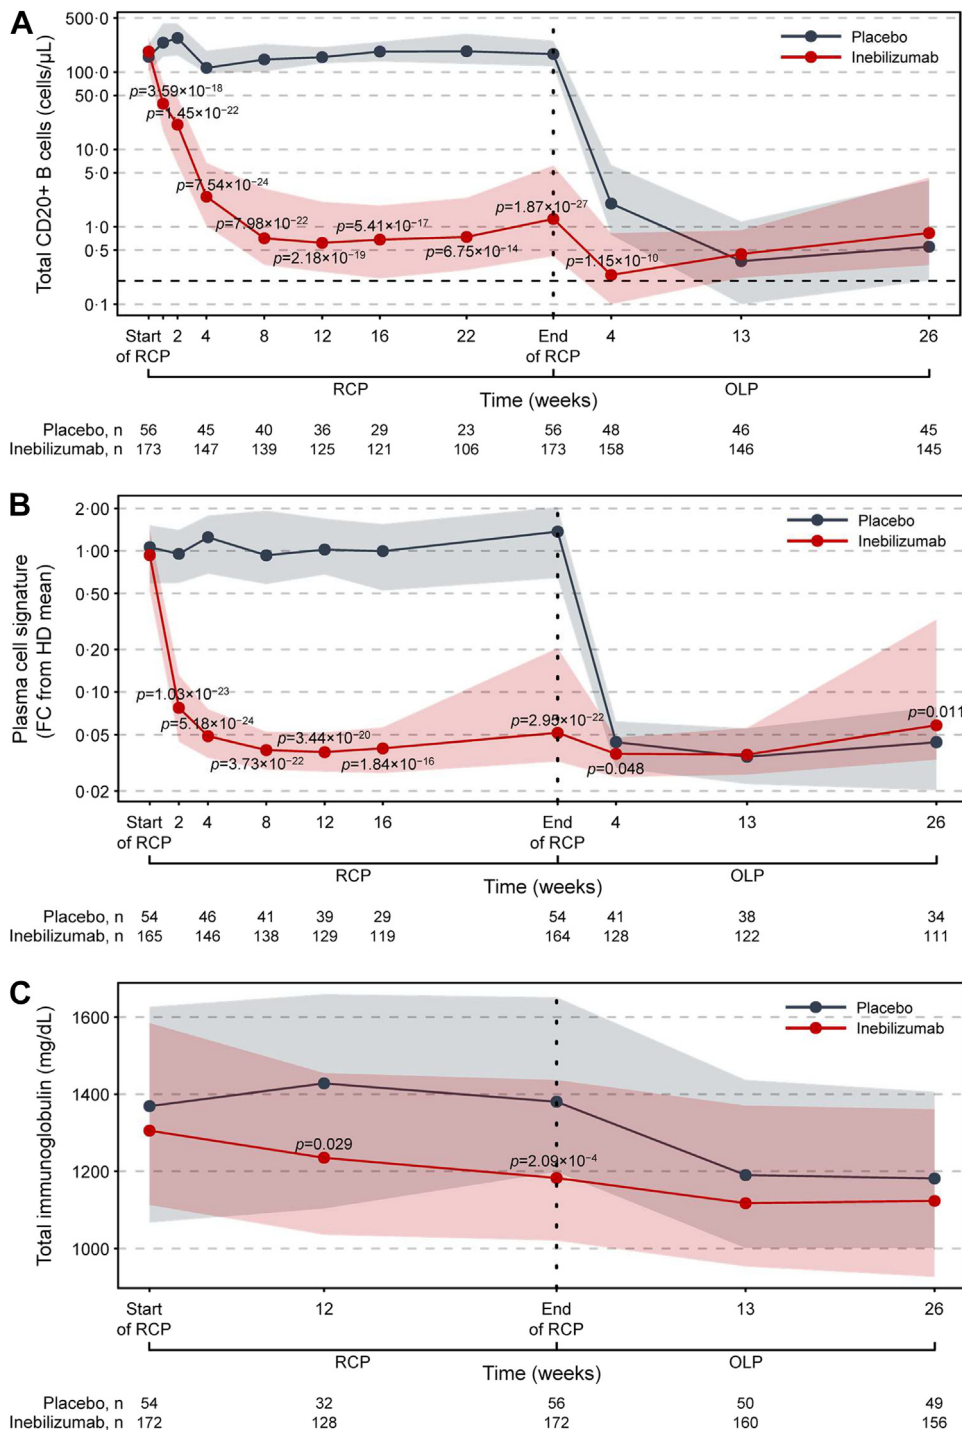 A
Total CD20+ B cells (cells/μL)
500·0
100·0
50·0
10·0
5·0
1·0
0·5
0·1
Placebo
Inebilizumab
p=3.59×10⁻¹⁸
p=1.45×10⁻²²
p=7.54×10⁻²⁴
p=7.98×10⁻²²
p=2.18×10⁻¹⁹
p=5.41×10⁻¹⁷
p=6.75×10⁻¹⁴
p=1.87×10⁻²⁷
p=1.15×10⁻¹⁰
Start of RCP 2 4 8 12 16 22 End of RCP 4 13 26
RCP OLP
Time (weeks)
Placebo, n 56 45 40 36 29 23 56 48 46 45
Inebilizumab, n 173 147 139 125 121 106 173 158 146 145
B
Plasma cell signature
(FC from HD mean)
2·00
1·00
0·50
0·20
0·10
0·05
0·02
Placebo
Inebilizumab
p=1.03×10⁻²³
p=5.18×10⁻²⁴
p=3.73×10⁻²²
p=3.44×10⁻²⁰
p=1.84×10⁻¹⁶
p=2.95×10⁻²²
p=0.048
p=0.011
Start of RCP 2 4 8 12 16 End of RCP 4 13 26
RCP OLP
Time (weeks)
Placebo, n 54 46 41 39 29 54 41 38 34
Inebilizumab, n 165 146 138 129 119 164 128 122 111
C
Total immunoglobulin (mg/dL)
1600
1400
1200
1000
Placebo
Inebilizumab
p=0.029
p=2.09×10⁻⁴
Start of RCP 12 End of RCP 13 26
RCP OLP
Time (weeks)
Placebo, n 54 32 56 50 49
Inebilizumab, n 172 128 172 160 156